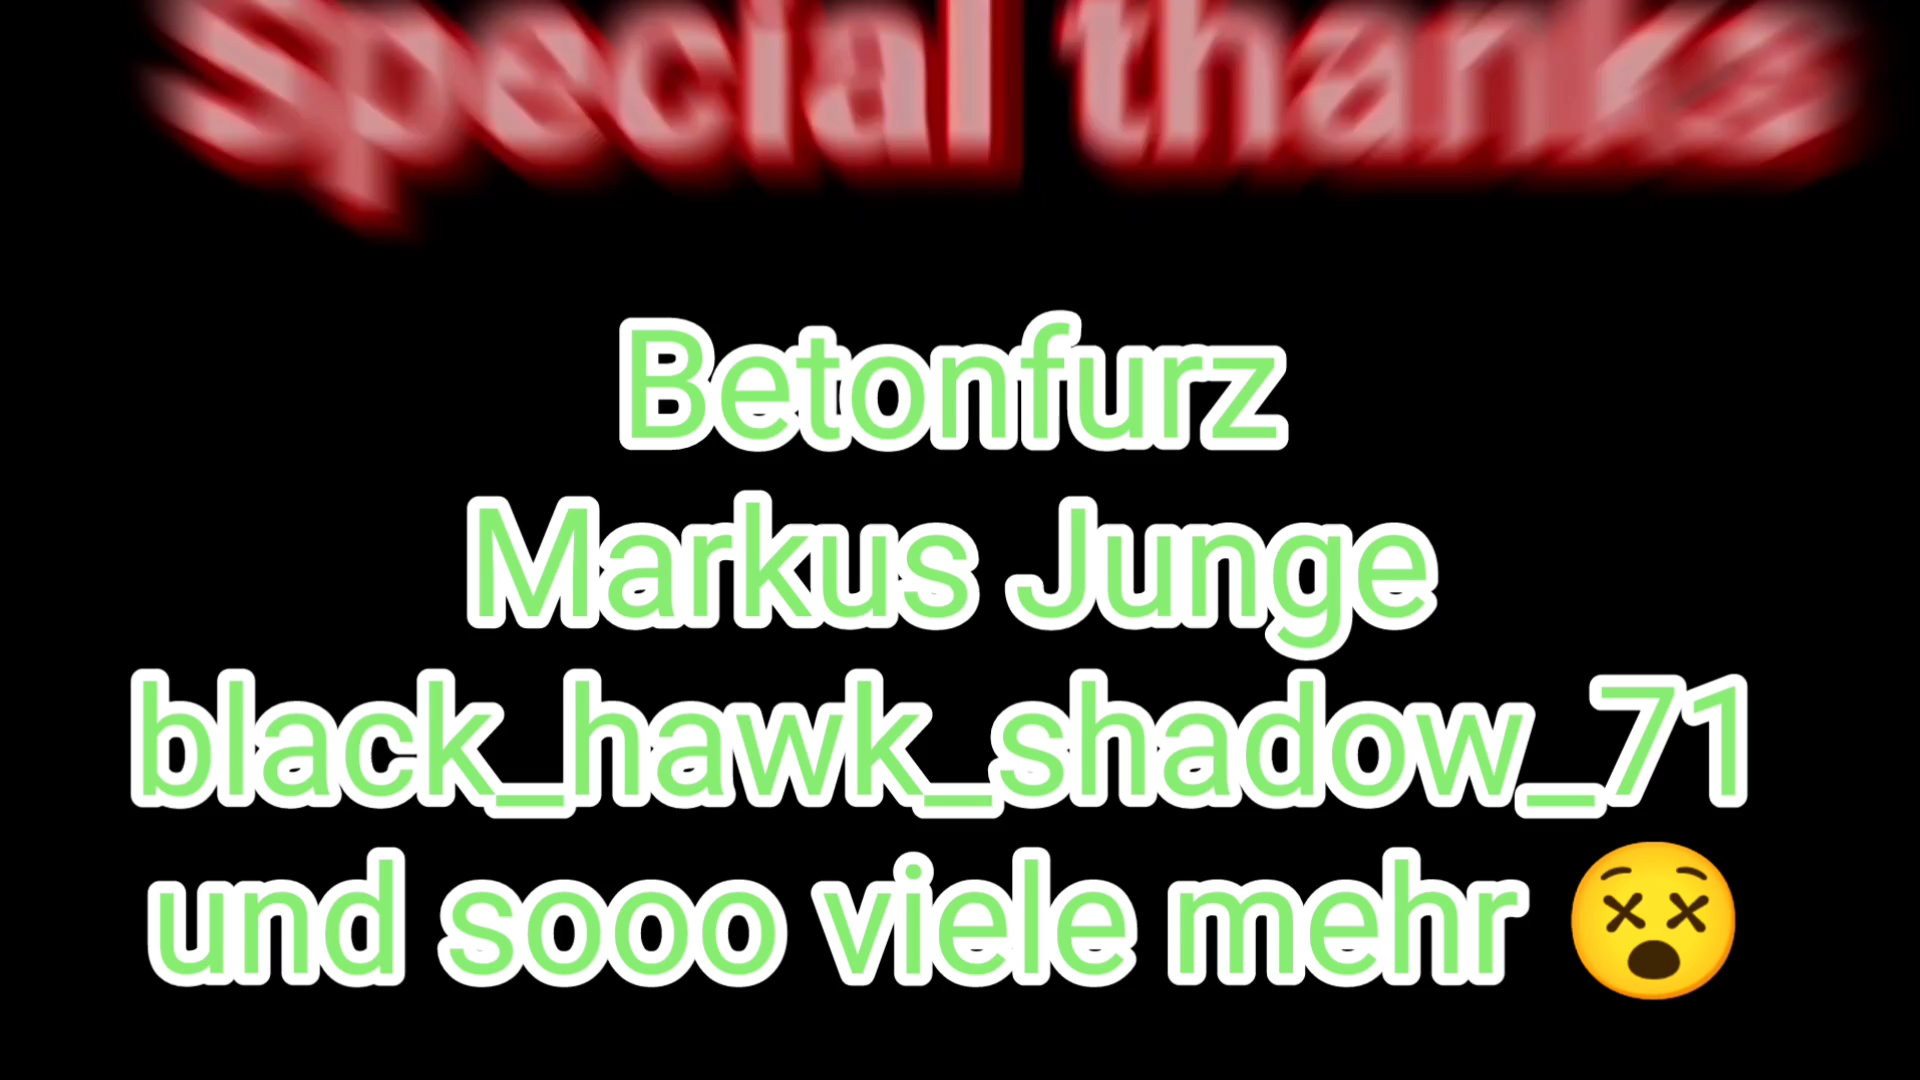 Special thanks
Betonfurz
Markus Junge
black_hawk_shadow_71
und sooo viele mehr 😵